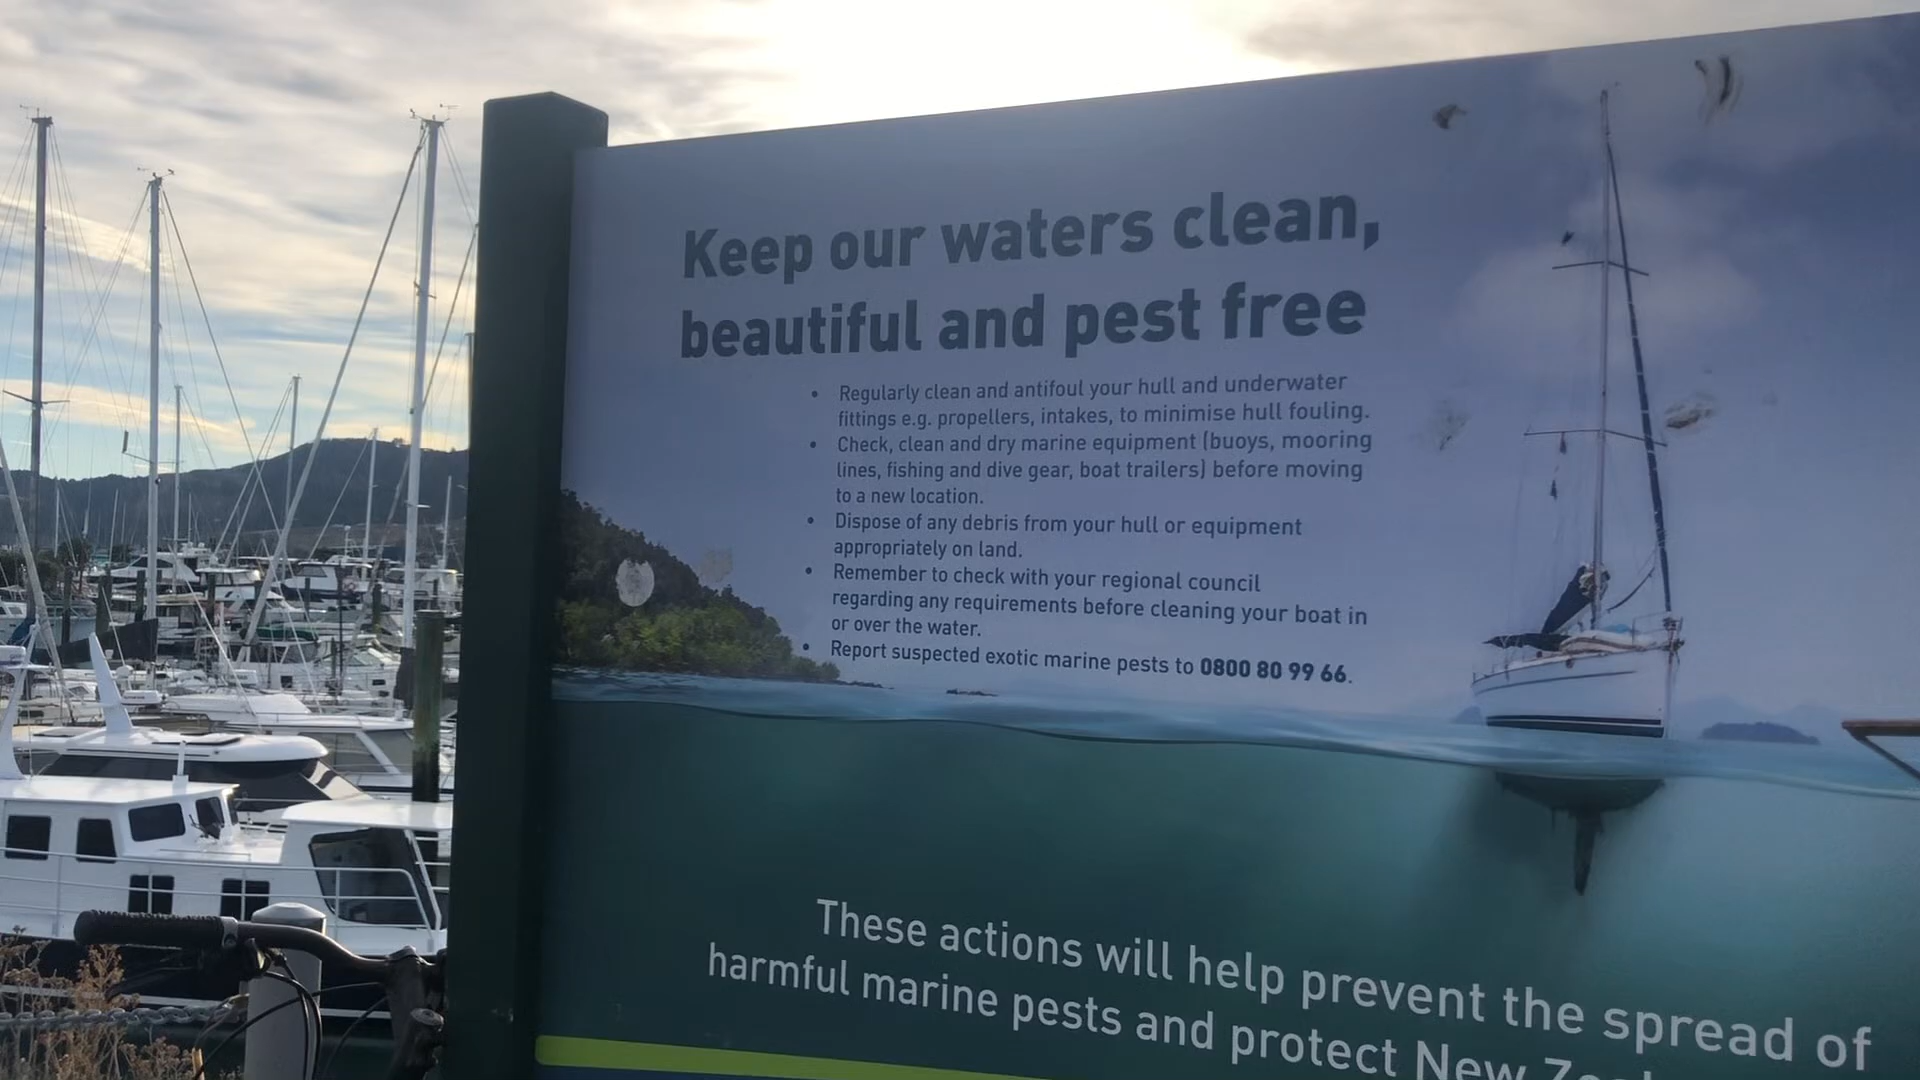 Keep our waters clean,
beautiful and pest free
• Regularly clean and antifoul your hull and underwater
fittings e.g. propellers, intakes, to minimise hull fouling.
• Check, clean and dry marine equipment (buoys, mooring
lines, fishing and dive gear, boat trailers) before moving
to a new location.
• Dispose of any debris from your hull or equipment
appropriately on land.
• Remember to check with your regional council
regarding any requirements before cleaning your boat in
or over the water.
• Report suspected exotic marine pests to 0800 80 99 66.
These actions will help prevent the spread of
harmful marine pests and protect New